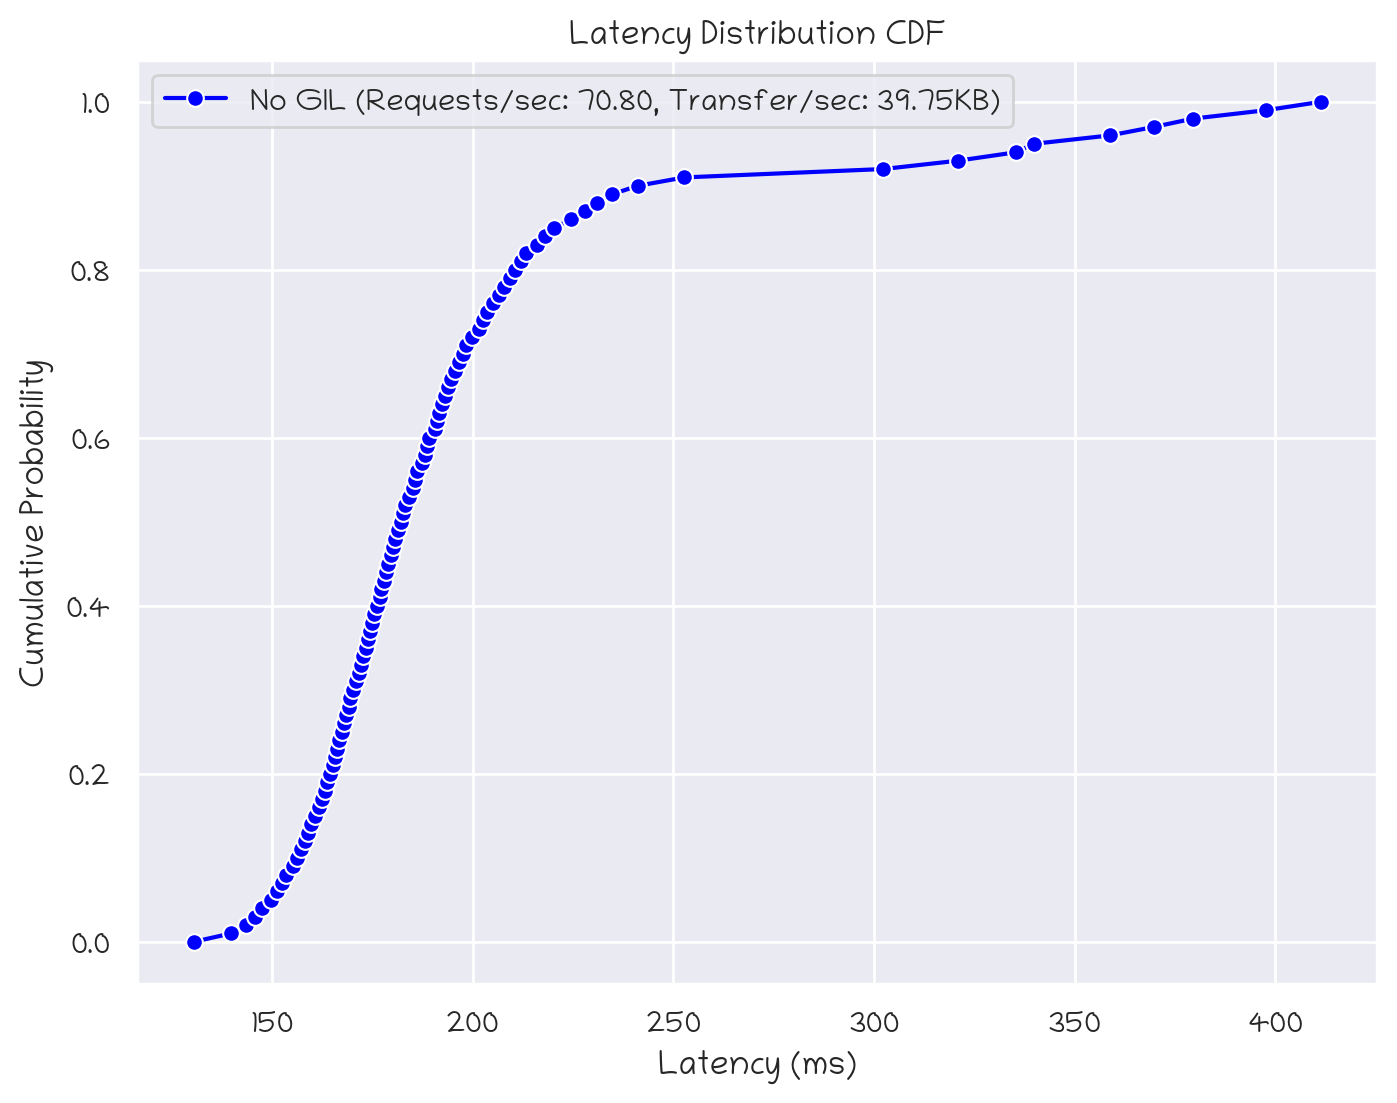 Latency Distribution CDF
No GIL (Requests/sec: 70.80, Transfer/sec: 39.75KB)
1.0
0.8
0.6
0.4
0.2
0.0
Cumulative Probability
150 200 250 300 350 400
Latency (ms)